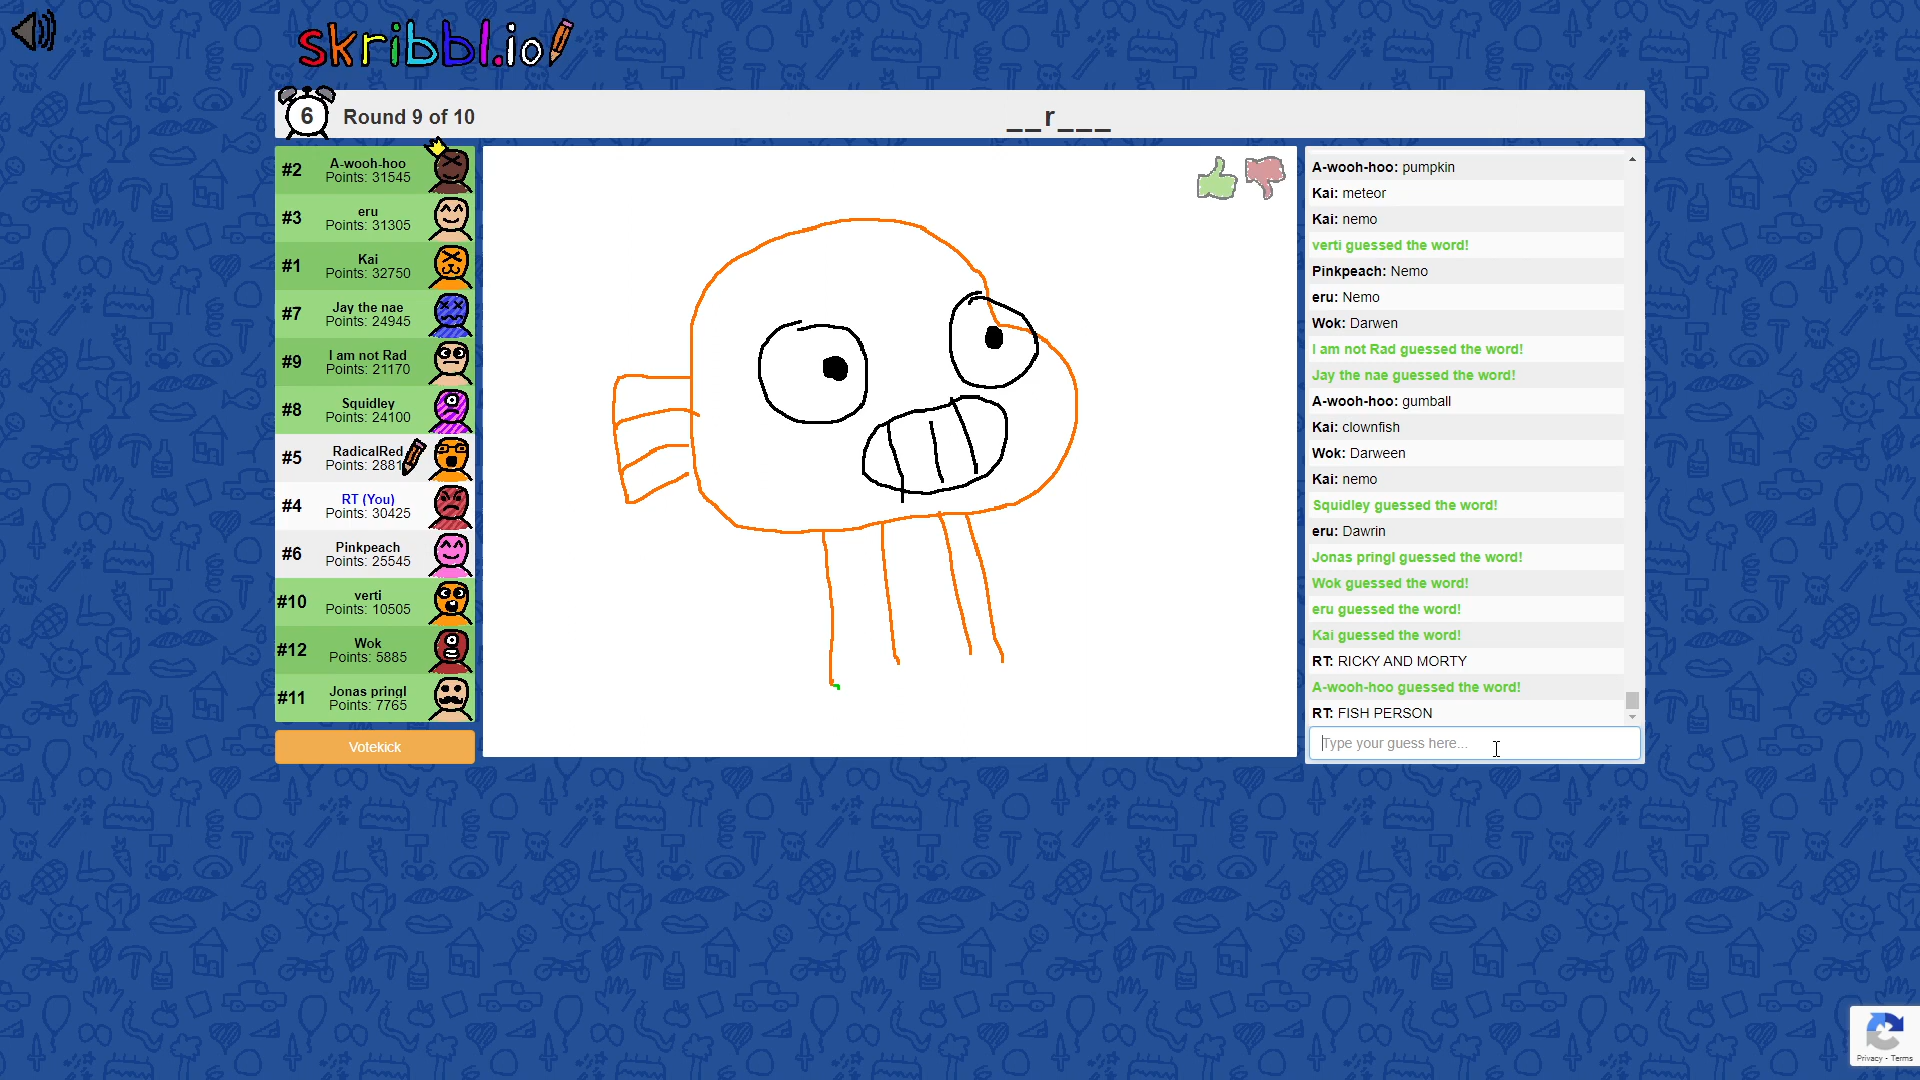 skribbl.io
6
Round 9 of 10
__r___
#2
A-wooh-hoo
Points: 31545
#3
eru
Points: 31305
#1
Kai
Points: 32750
#7
Jay the nae
Points: 24945
#9
I am not Rad
Points: 21170
#8
Squidley
Points: 24100
#5
RadicalRed
Points: 2881
#4
RT (You)
Points: 30425
#6
Pinkpeach
Points: 25545
#10
verti
Points: 10505
#12
Wok
Points: 5885
#11
Jonas pringl
Points: 7765
Votekick
A-wooh-hoo: pumpkin
Kai: meteor
Kai: nemo
verti guessed the word!
Pinkpeach: Nemo
eru: Nemo
Wok: Darwen
I am not Rad guessed the word!
Jay the nae guessed the word!
A-wooh-hoo: gumball
Kai: clownfish
Wok: Darween
Kai: nemo
Squidley guessed the word!
eru: Dawrin
Jonas pringl guessed the word!
Wok guessed the word!
eru guessed the word!
Kai guessed the word!
RT: RICKY AND MORTY
A-wooh-hoo guessed the word!
RT: FISH PERSON
Type your guess here...
Privacy - Terms